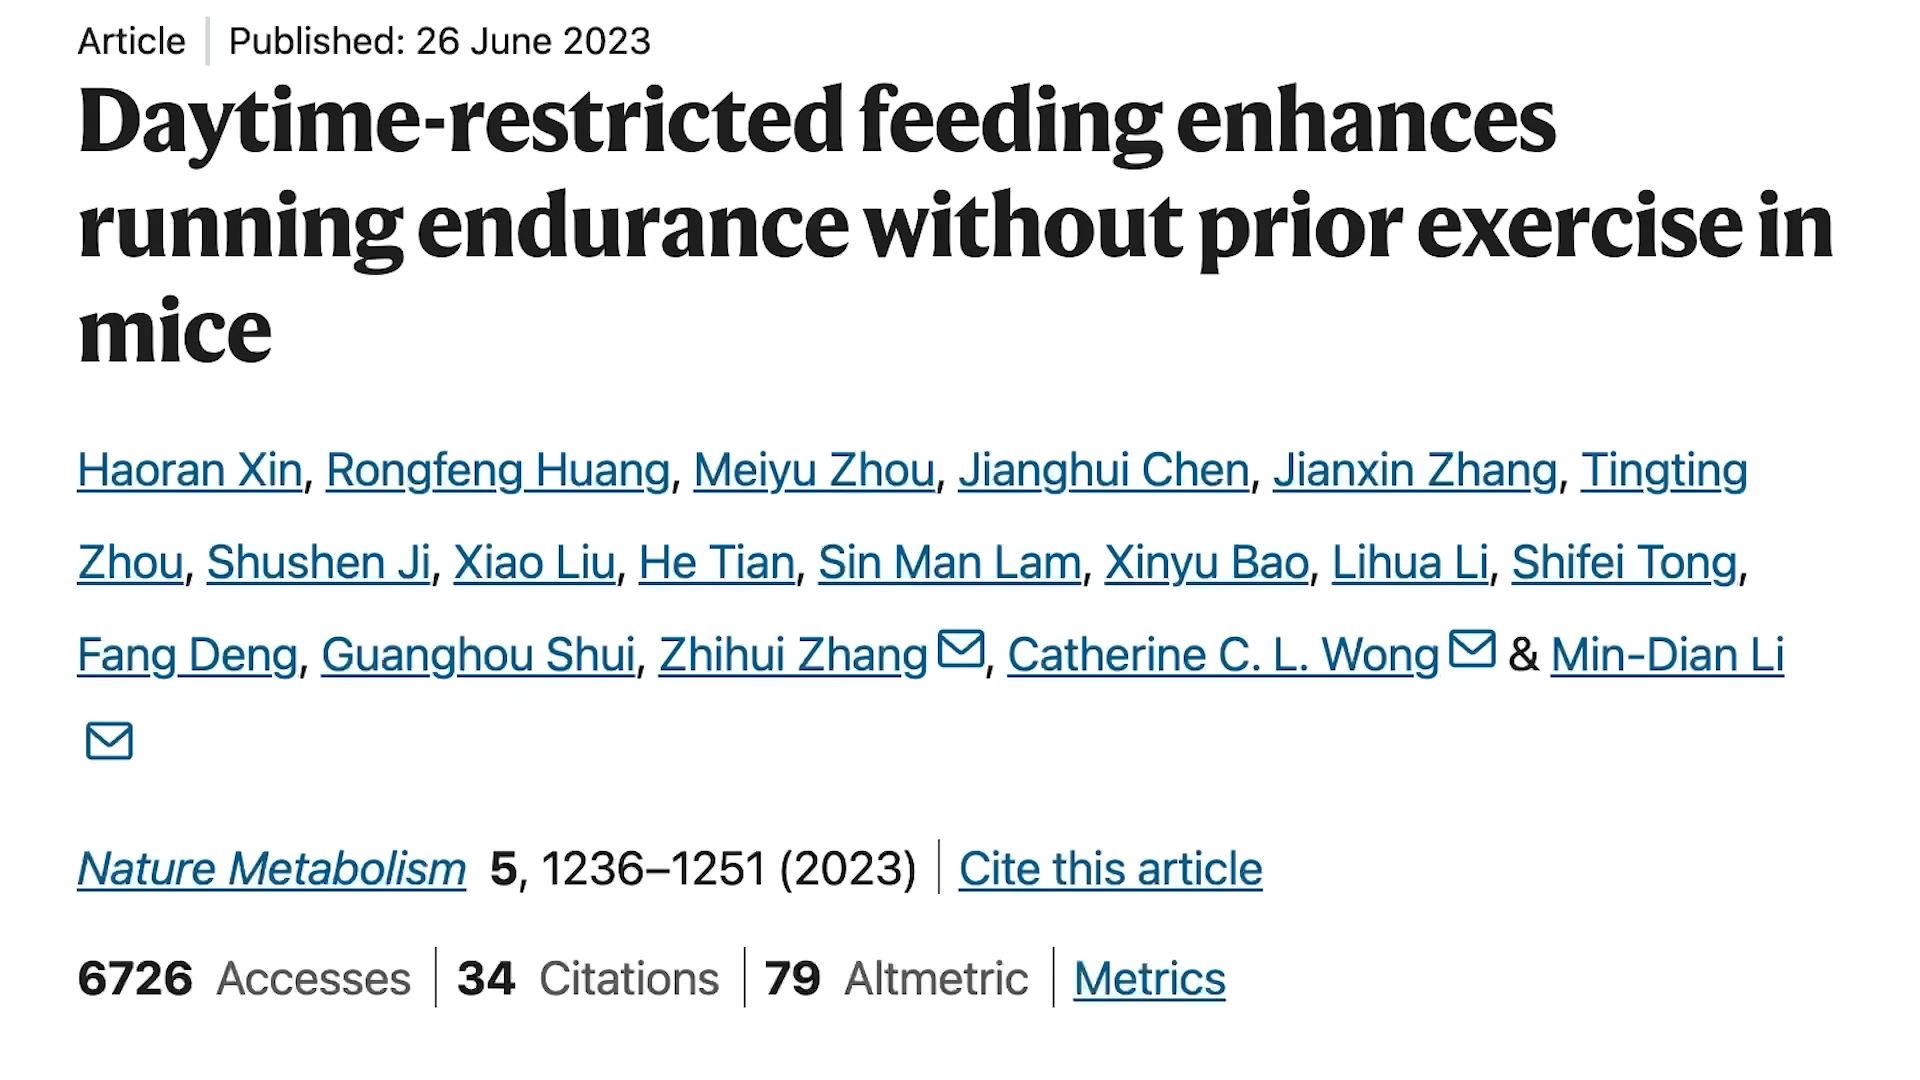 Article | Published: 26 June 2023
Daytime-restricted feeding enhances
running endurance without prior exercise in
mice
Haoran Xin, Rongfeng Huang, Meiyu Zhou, Jianghui Chen, Jianxin Zhang, Tingting
Zhou, Shushen Ji, Xiao Liu, He Tian, Sin Man Lam, Xinyu Bao, Lihua Li, Shifei Tong,
Fang Deng, Guanghou Shui, Zhihui Zhang, Catherine C. L. Wong & Min-Dian Li
Nature Metabolism 5, 1236–1251 (2023) | Cite this article
6726 Accesses | 34 Citations | 79 Altmetric | Metrics